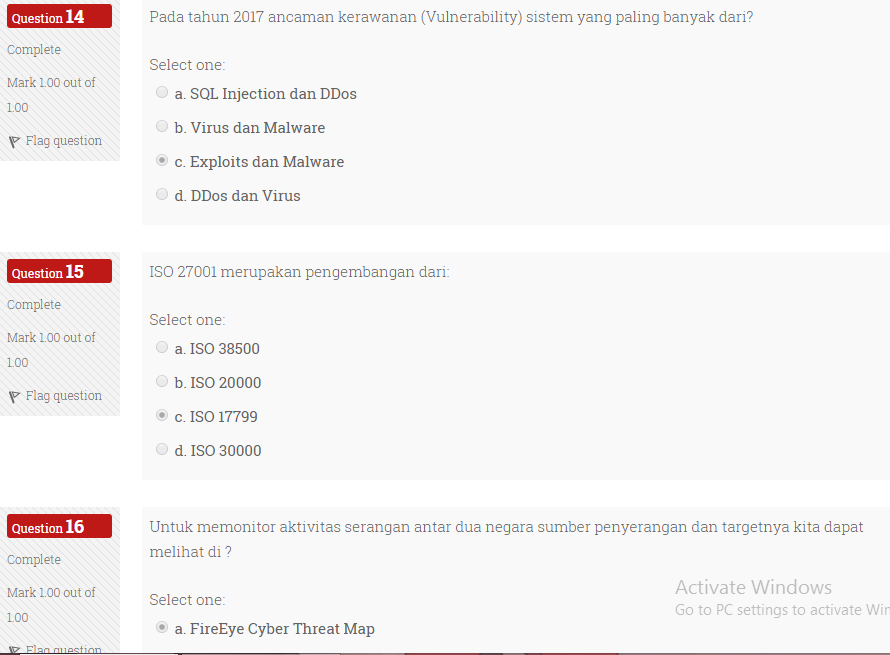 Question 14
Complete
Mark 1.00 out of
1.00
Flag question
Pada tahun 2017 ancaman kerawanan (Vulnerability) sistem yang paling banyak dari?
Select one:
a. SQL Injection dan DDos
b. Virus dan Malware
c. Exploits dan Malware
d. DDos dan Virus
Question 15
Complete
Mark 1.00 out of
1.00
Flag question
ISO 27001 merupakan pengembangan dari:
Select one:
a. ISO 38500
b. ISO 20000
c. ISO 17799
d. ISO 30000
Question 16
Complete
Mark 1.00 out of
1.00
Flag question
Untuk memonitor aktivitas serangan antar dua negara sumber penyerangan dan targetnya kita dapat
melihat di ?
Select one:
a. FireEye Cyber Threat Map
Activate Windows
Go to PC settings to activate Win